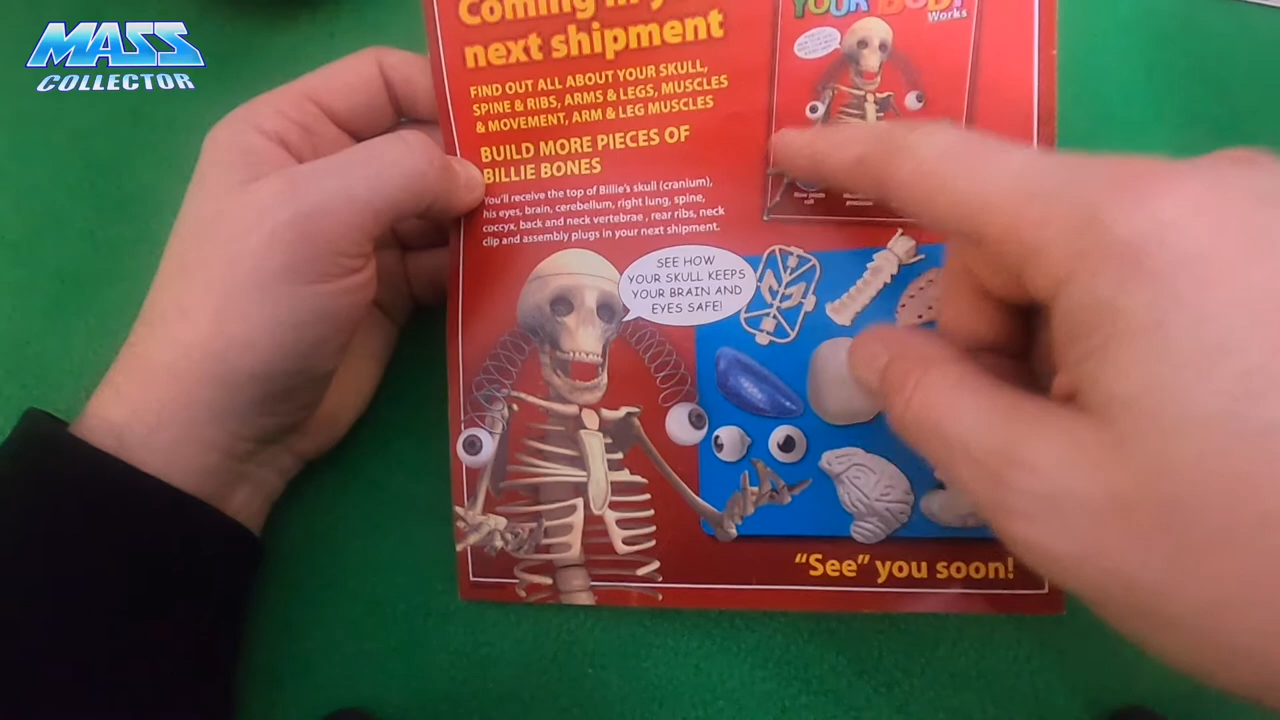 MASS
COLLECTOR
Coming in
next shipment
FIND OUT ALL ABOUT YOUR SKULL,
SPINE & RIBS, ARMS & LEGS, MUSCLES
& MOVEMENT, ARM & LEG MUSCLES
BUILD MORE PIECES OF
BILLIE BONES
You'll receive the top of Billie's skull (cranium),
his eyes, brain, cerebellum, right lung, spine,
coccyx, back and neck vertebrae, rear ribs, neck
clip and assembly plugs in your next shipment.
YOUR BODY
Works
SEE HOW
YOUR SKULL KEEPS
YOUR BRAIN AND
EYES SAFE!
"See" you soon!